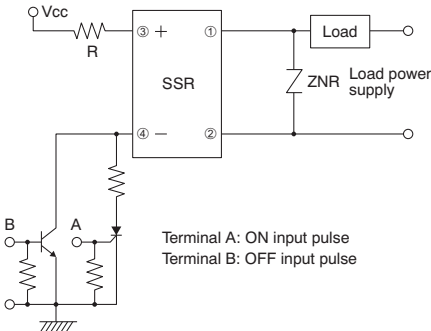 Vcc
R
③ +
①
Load
SSR
ZNR
Load power
supply
④ −
②
B
A
Terminal A: ON input pulse
Terminal B: OFF input pulse